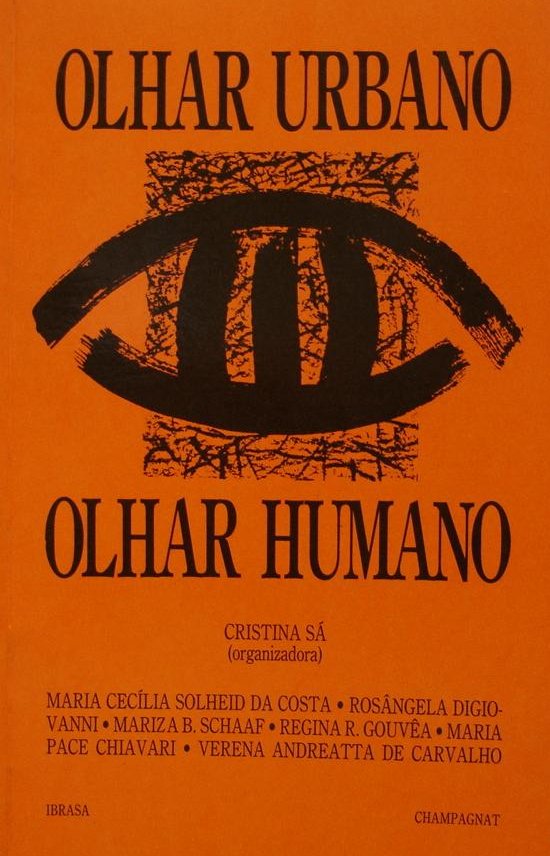 OLHAR URBANO
OLHAR HUMANO
CRISTINA SÁ
(organizadora)
MARIA CECÍLIA SOLHEID DA COSTA • ROSÂNGELA DIGIO-
VANNI • MARIZA B. SCHAAF • REGINA R. GOUVÊA • MARIA
PACE CHIAVARI • VERENA ANDREATTA DE CARVALHO
IBRASA
CHAMPAGNAT